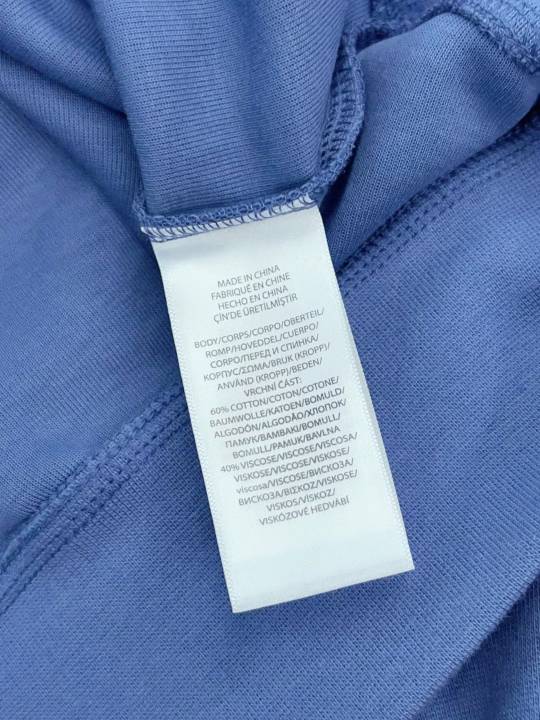 MADE IN CHINA
FABRIQUÉ EN CHINE
HECHO EN CHINA
ÇİN'DE ÜRETİLMİŞTİR
BODY/CORPS/CORPO/OBERTEIL/
ROMP/HOVEDDEL/CUERPO/
CORPO/ПЕРЕД И СПИНКА/
КОРПУС/ΣΩΜΑ/BRUK (KROPP)/
ANVÄND (KROPP)/BEDEN/
VRCHNÍ ČÁST:
60% COTTON/COTON/COTONE/
BAUMWOLLE/KATOEN/BOMULD/
ALGODÓN/ALGODÃO/ХЛОПОК/
ПАМУК/BAMBAKI/BOMULL/
BOMULL/PAMUK/BAVLNA
40% VISCOSE/VISCOSE/VISCOSA/
VISKOSE/VISCOSE/VISKOSE/
viscosa/VISCOSE/ВИСКОЗА/
ВИСКОЗА/ΒΙΣΚΟΖ/VISKOSE/
VISKOS/VİSKOZ/
VISKÓZOVÉ HEDVÁBÍ